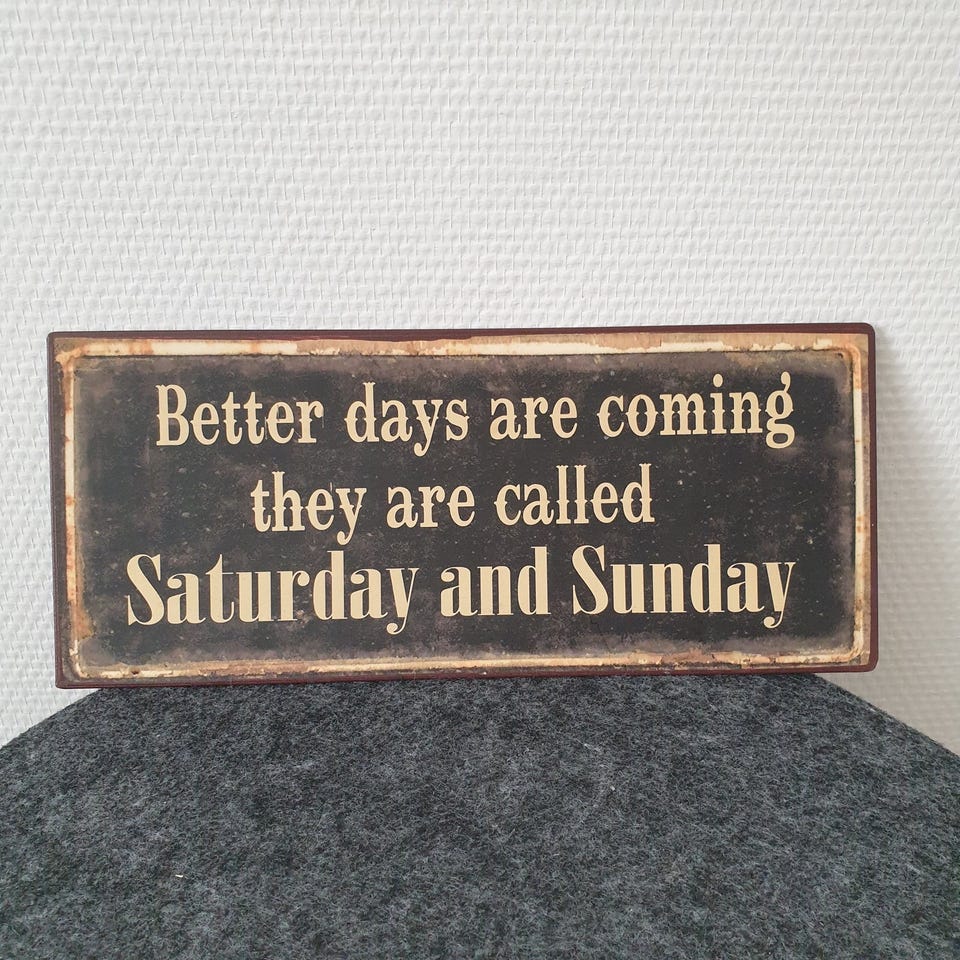 Better days are coming
they are called
Saturday and Sunday